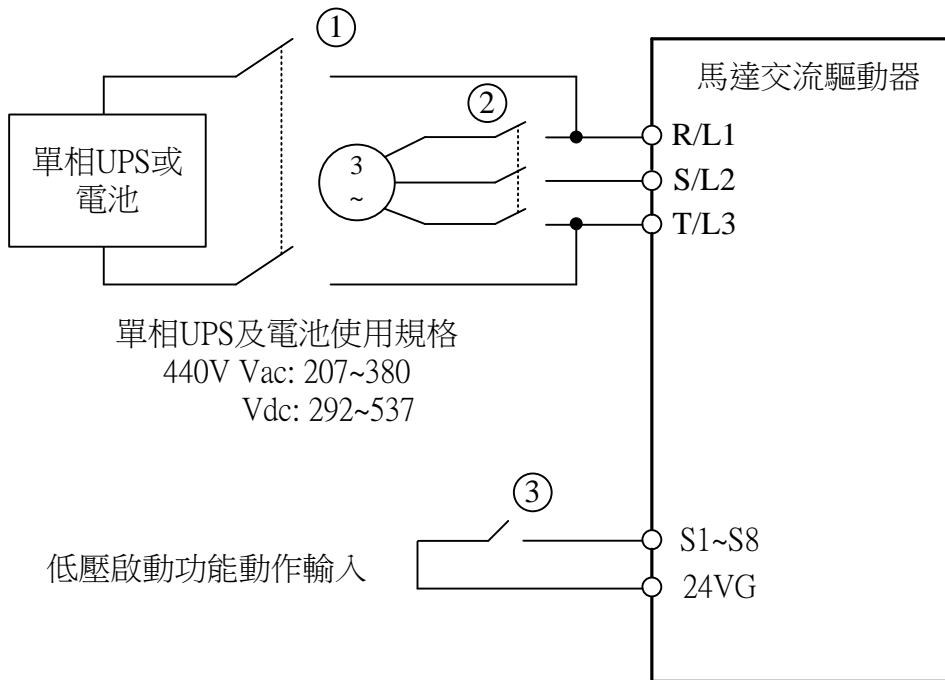 ①
馬達交流驅動器
②
單相UPS或
電池
3
~
R/L1
S/L2
T/L3
單相UPS及電池使用規格
440V Vac: 207~380
Vdc: 292~537
③
低壓啟動功能動作輸入
S1~S8
24VG